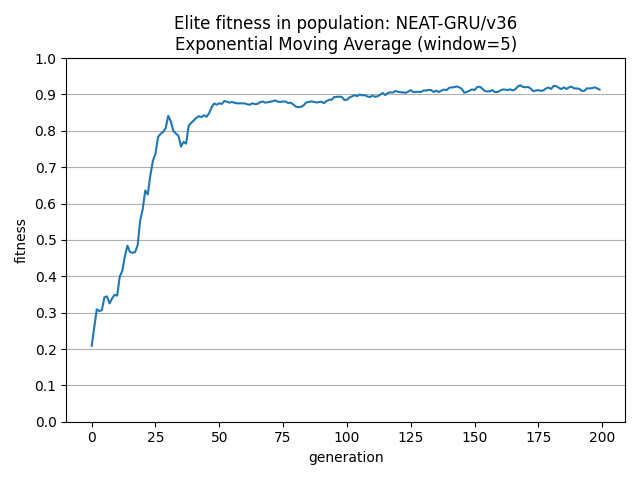 Elite fitness in population: NEAT-GRU/v36
Exponential Moving Average (window=5)
1.0
0.9
0.8
0.7
0.6
0.5
0.4
0.3
0.2
0.1
0.0
fitness
0 25 50 75 100 125 150 175 200
generation